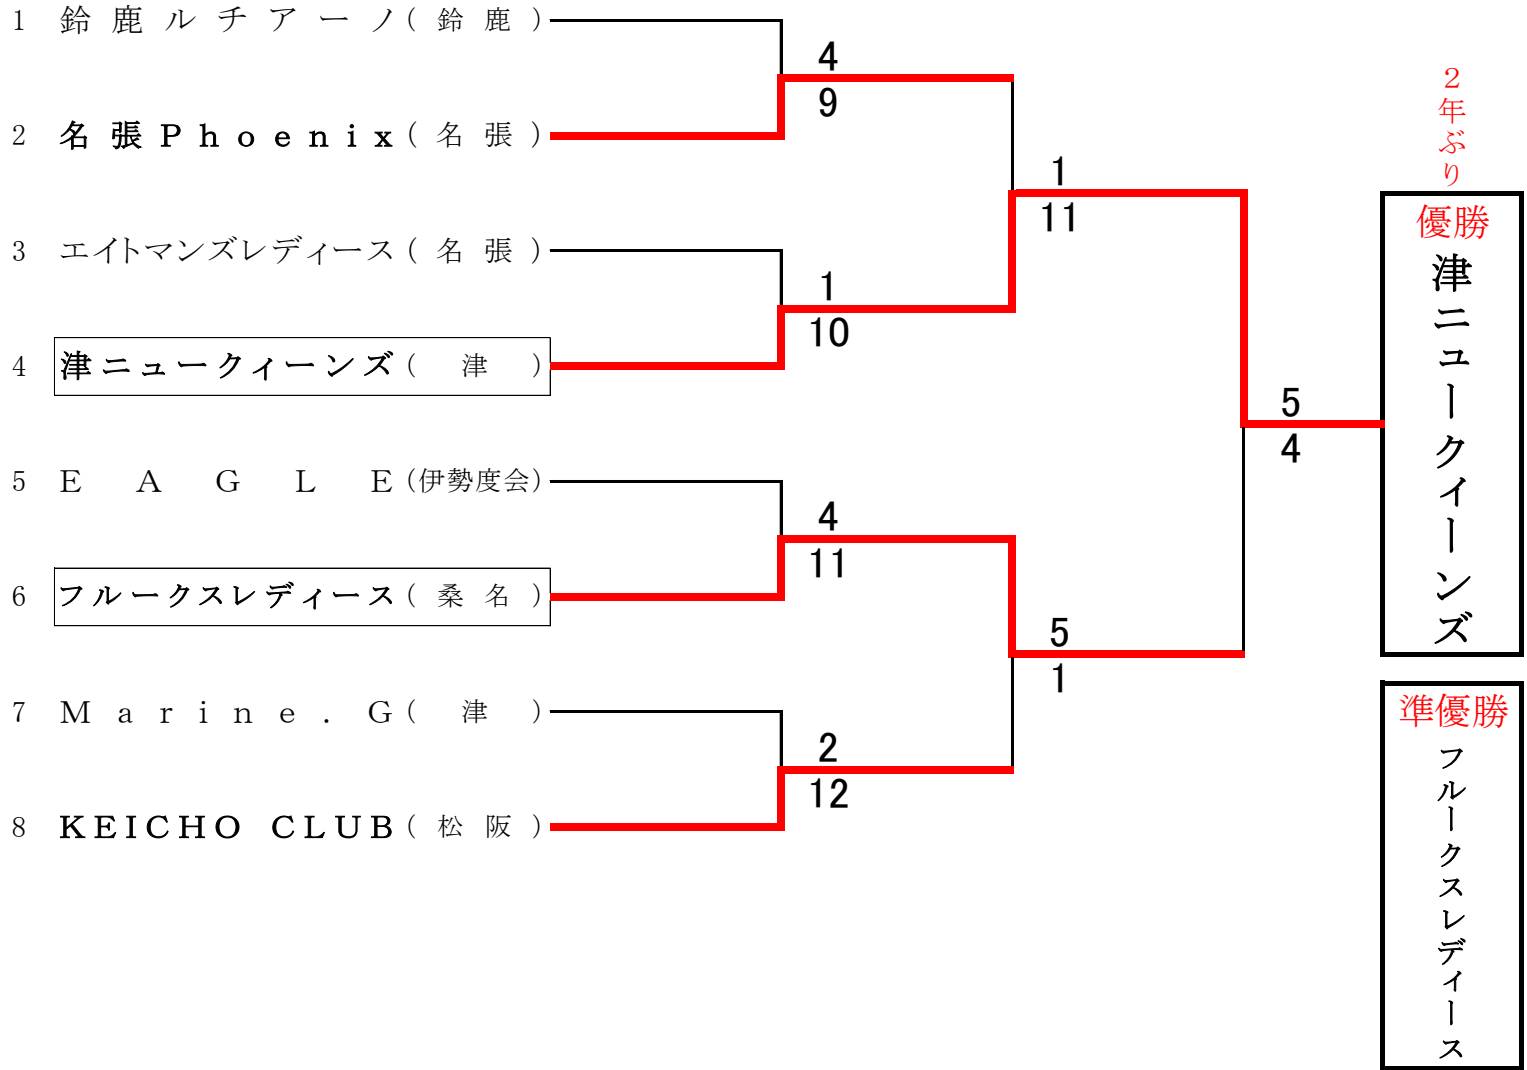 1 鈴鹿ルチアーノ(鈴鹿)
4
9
2 名張Phoenix(名張)
1
11
3 エイトマンズレディース(名張)
1
10
4 津ニュークィーンズ(津)
5
4
5 EAGLE(伊勢度会)
4
11
6 フルークスレディース(桑名)
5
1
7 Marine.G(津)
2
12
8 KEICHO CLUB(松阪)
2年ぶり
優勝
津ニュークィーンズ
準優勝
フルークスレディース